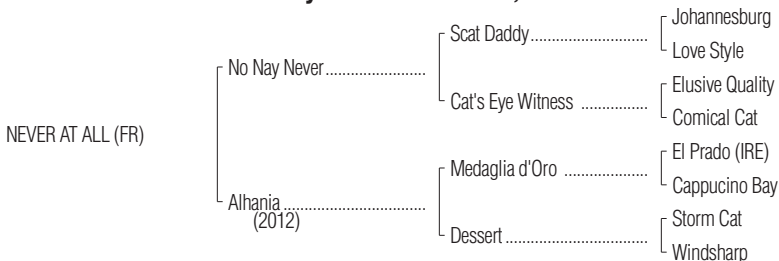 Johannesburg
Scat Daddy
Love Style
No Nay Never
Elusive Quality
Cat's Eye Witness
Comical Cat
NEVER AT ALL (FR)
El Prado (IRE)
Medaglia d'Oro
Cappucino Bay
Alhania
(2012)
Storm Cat
Dessert
Windsharp